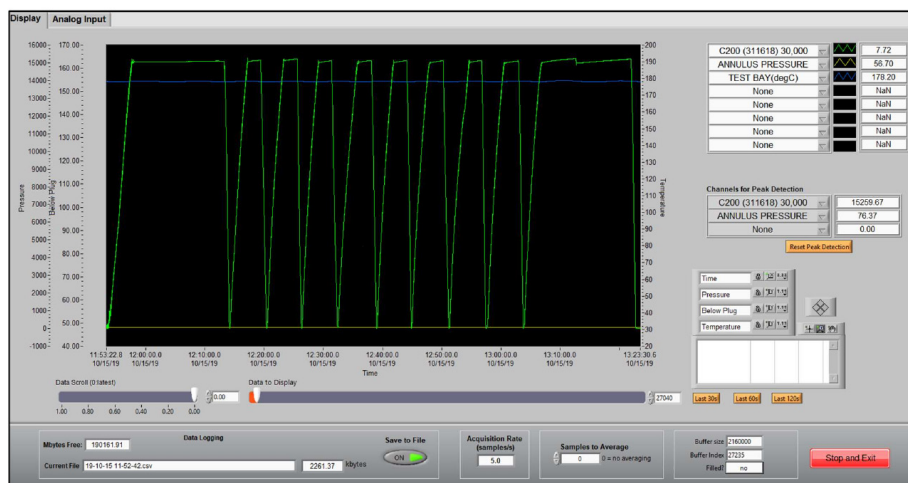 Display Analog Input
16000 170.00 200
15000 160.00 190
14000 180
13000 150.00 170
12000 140.00 160
11000 130.00 150
10000 140
9000 120.00 130
8000 110.00 120
7000 100.00 110
6000 100
5000 90.00 90
4000 80.00 80
3000 70.00 70
2000 60
1000 60.00 50
0 50.00 40
-1000 40.00 30
20
Pressure
Below Plug
Temperature
11:53:22.8 12:00:00.0 12:10:00.0 12:20:00.0 12:30:00.0 12:40:00.0 12:50:00.0 13:00:00.0 13:10:00.0 13:23:30.6
10/15/19 10/15/19 10/15/19 10/15/19 10/15/19 10/15/19 10/15/19 10/15/19 10/15/19 10/15/19
Time
C200 (311618) 30,000 7.72
ANNULUS PRESSURE 56.70
TEST BAY(degC) 178.20
None NaN
None NaN
None NaN
None NaN
None NaN
Channels for Peak Detection
C200 (311618) 30,000 15259.67
ANNULUS PRESSURE 76.37
None 0.00
Reset Peak Detection
Time
Pressure
Below Plug
Temperature
Data Scroll (0:latest)
0.00
1.00 0.80 0.60 0.40 0.20 0.00
Data to Display
27040
Last 30s Last 60s Last 120s
Data Logging
Mbytes Free: 190161.91
Current File 19-10-15 11-52-42.csv 2261.37 kbytes
Save to File
ON
Acquisition Rate
(samples/s)
5.0
Samples to Average
0 0 = no averaging
Buffer size 2160000
Buffer Index 27235
Filled? no
Stop and Exit